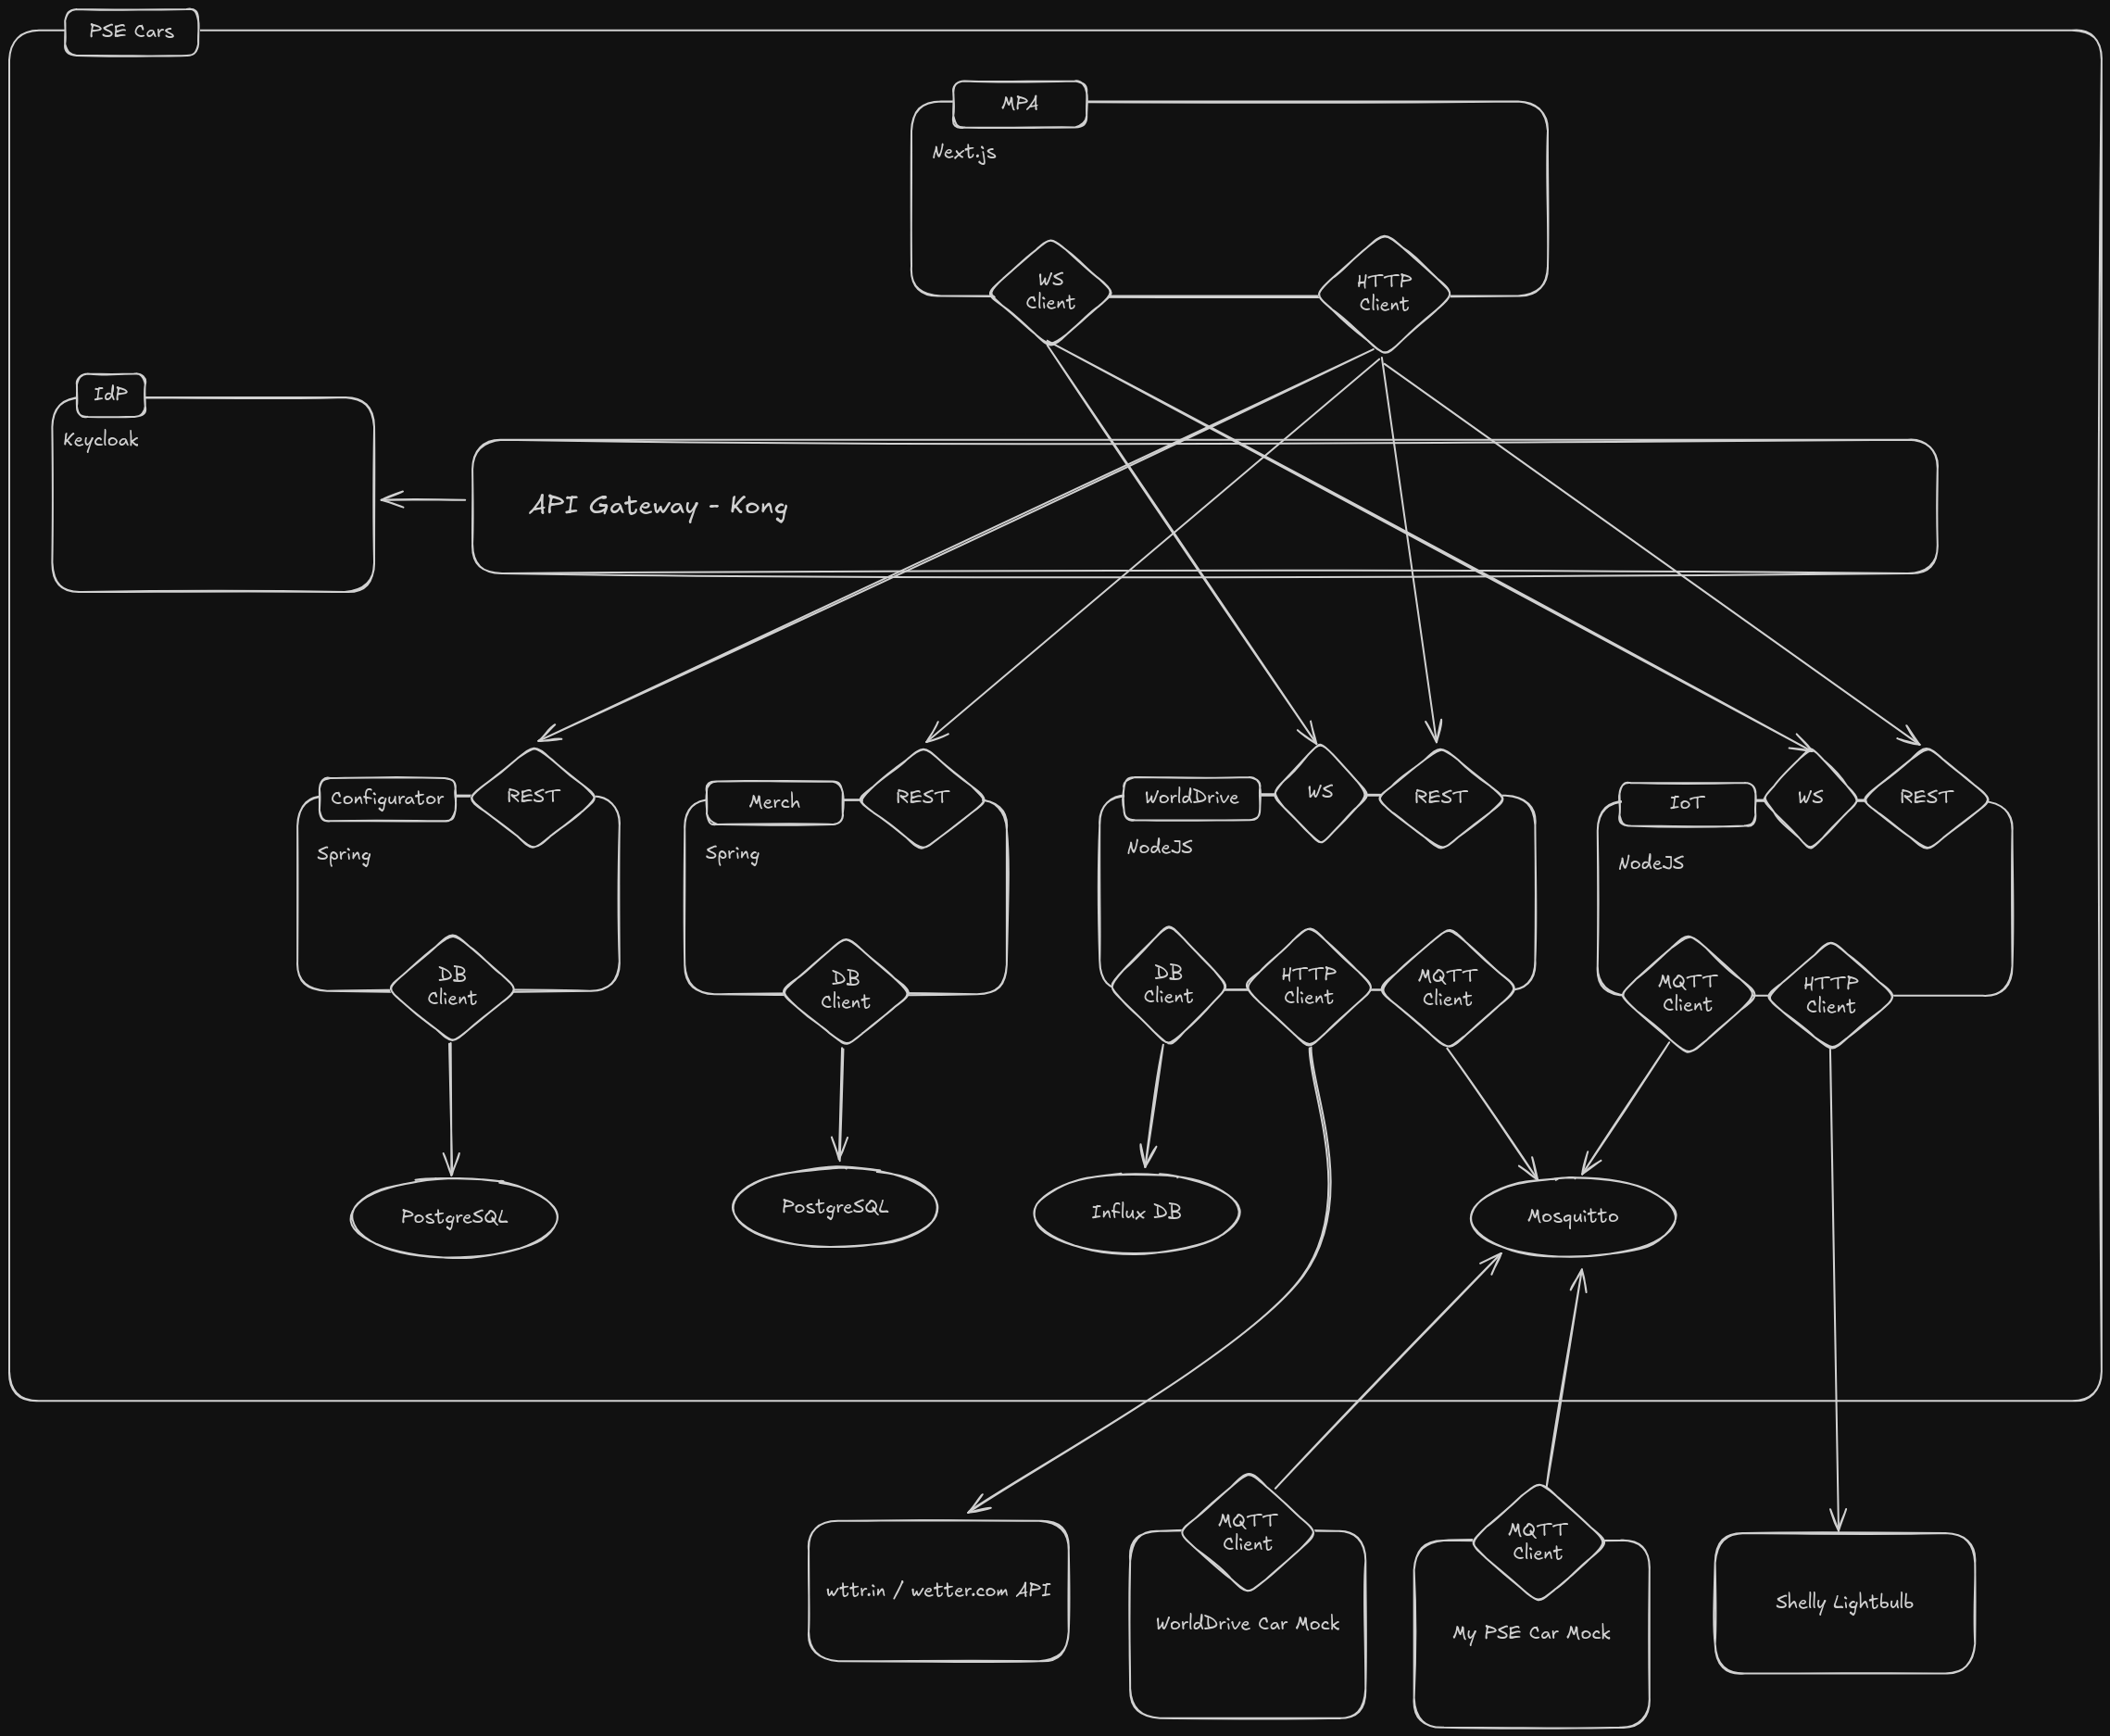 PSE Cars
MPA
Next.js
WS
Client
HTTP
Client
IdP
Keycloak
API Gateway - Kong
Configurator
REST
Spring
DB
Client
Merch
REST
Spring
DB
Client
WorldDrive
WS
REST
NodeJS
DB
Client
HTTP
Client
MQTT
Client
IoT
WS
REST
NodeJS
MQTT
Client
HTTP
Client
PostgreSQL
PostgreSQL
Influx DB
Mosquitto
wttr.in / wetter.com API
MQTT
Client
WorldDrive Car Mock
MQTT
Client
My PSE Car Mock
Shelly Lightbulb